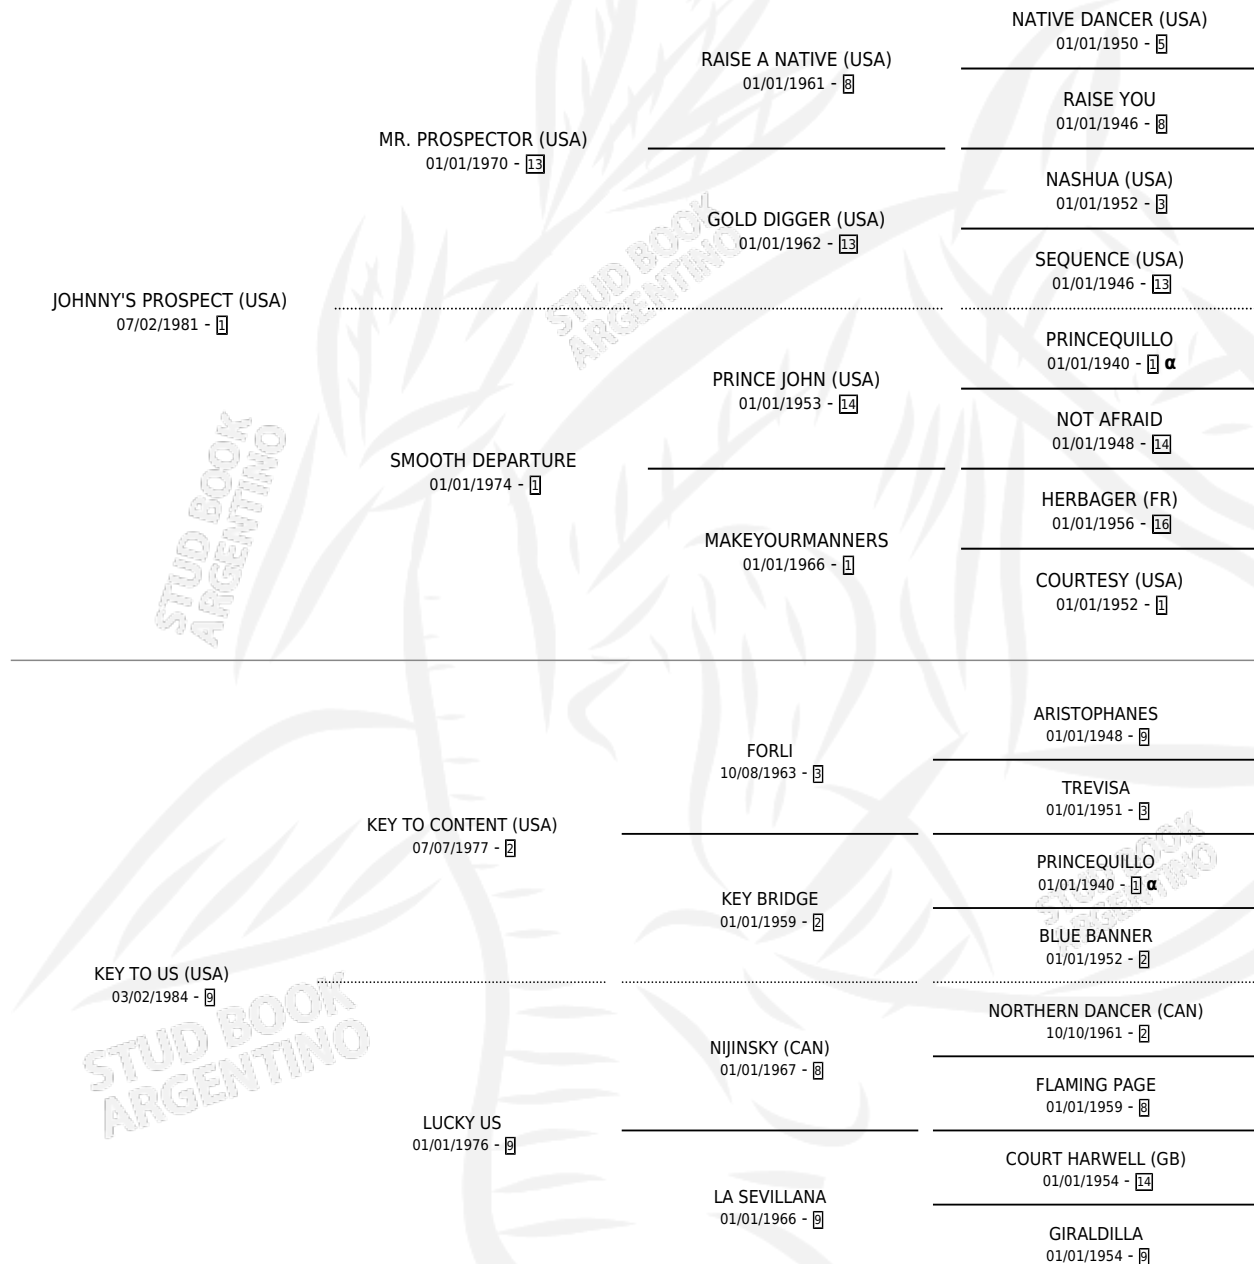 NATIVE DANCER (USA)
01/01/1950 - 5
RAISE A NATIVE (USA)
01/01/1961 - 8
RAISE YOU
01/01/1946 - 8
MR. PROSPECTOR (USA)
01/01/1970 - 13
NASHUA (USA)
01/01/1952 - 3
GOLD DIGGER (USA)
01/01/1962 - 13
SEQUENCE (USA)
01/01/1946 - 13
JOHNNY'S PROSPECT (USA)
07/02/1981 - 1
STUD BOOK
ARGENTINO
PRINCEQUILLO
01/01/1940 - 1 α
PRINCE JOHN (USA)
01/01/1953 - 14
NOT AFRAID
01/01/1948 - 14
SMOOTH DEPARTURE
01/01/1974 - 1
HERBAGER (FR)
01/01/1956 - 16
MAKEYOURMANNERS
01/01/1966 - 1
COURTESY (USA)
01/01/1952 - 1
STUD BOOK
ARGENTINO
ARISTOPHANES
01/01/1948 - 9
FORLI
10/08/1963 - 3
TREVISA
01/01/1951 - 3
KEY TO CONTENT (USA)
07/07/1977 - 2
PRINCEQUILLO
01/01/1940 - 1 α
STUD BOOK
ARGENTINO
KEY BRIDGE
01/01/1959 - 2
BLUE BANNER
01/01/1952 - 2
KEY TO US (USA)
03/02/1984 - 9
STUD BOOK
ARGENTINO
NORTHERN DANCER (CAN)
10/10/1961 - 2
NIJINSKY (CAN)
01/01/1967 - 8
FLAMING PAGE
01/01/1959 - 8
LUCKY US
01/01/1976 - 9
COURT HARWELL (GB)
01/01/1954 - 14
LA SEVILLANA
01/01/1966 - 9
GIRALDILLA
01/01/1954 - 9